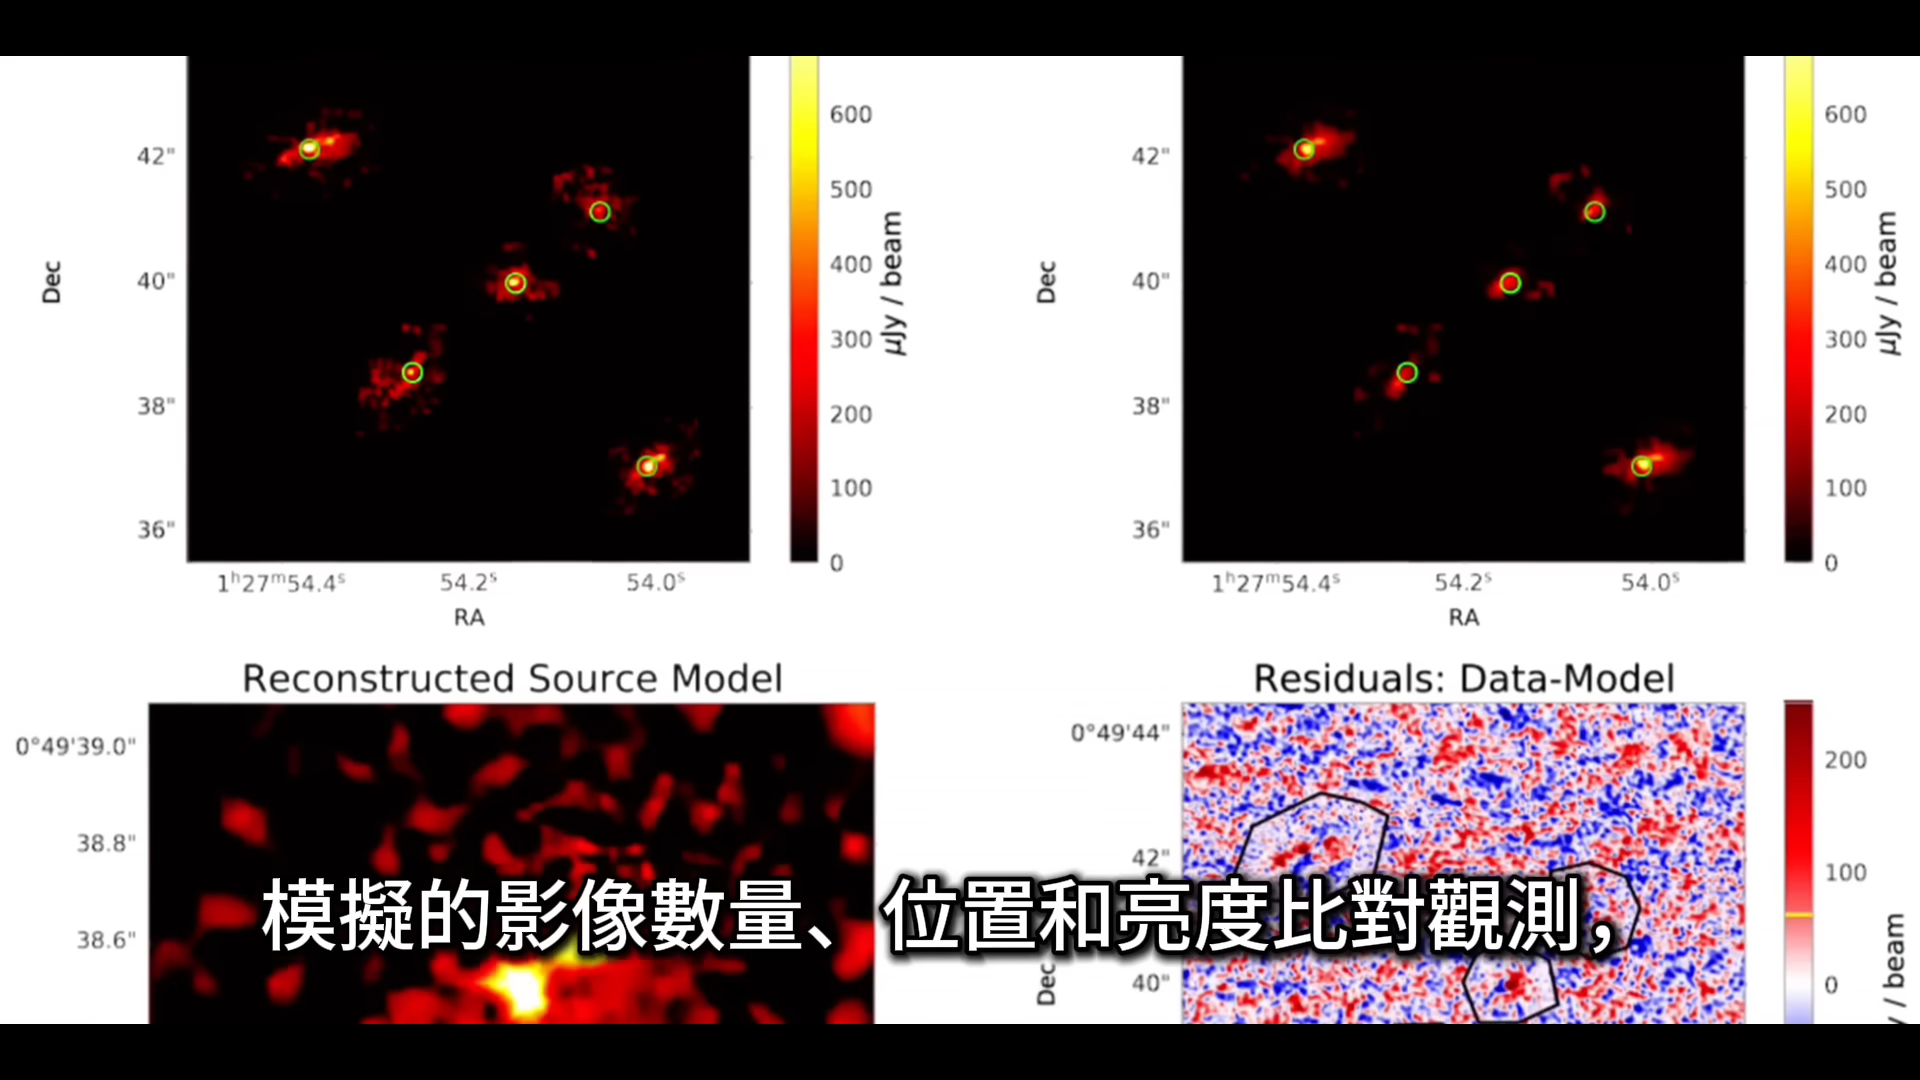 600
500
400
300
200
100
0
42"
40"
38"
36"
Dec
µJy / beam
1ʰ27ᵐ54.4ˢ
54.2ˢ
54.0ˢ
RA
600
500
400
300
200
100
0
42"
40"
38"
36"
Dec
µJy / beam
1ʰ27ᵐ54.4ˢ
54.2ˢ
54.0ˢ
RA
Reconstructed Source Model
0°49'39.0"
38.8"
38.6"
Residuals: Data-Model
0°49'44"
42"
40"
Dec
200
100
0
/ beam
模擬的影像數量、位置和亮度比對觀測，